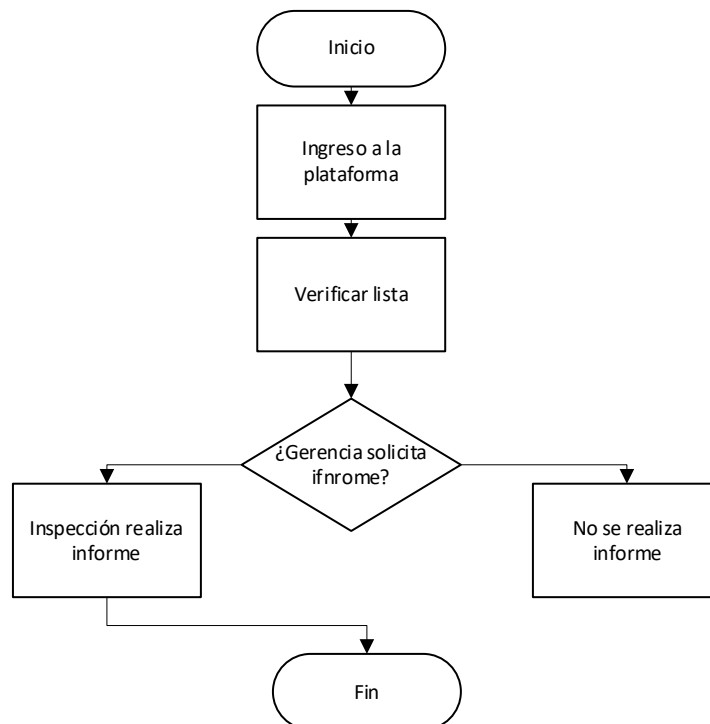 Inicio
Ingreso a la
plataforma
Verificar lista
¿Gerencia solicita
ifnrome?
Inspección realiza
informe
No se realiza
informe
Fin